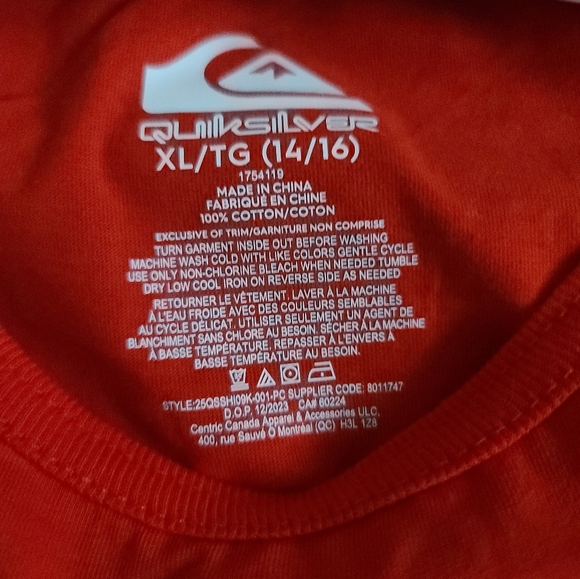 QUIKSILVER
XL/TG (14/16)
1754119
MADE IN CHINA
FABRIQUÉ EN CHINE
100% COTTON/COTON
EXCLUSIVE OF TRIM/GARNITURE NON COMPRISE
TURN GARMENT INSIDE OUT BEFORE WASHING
MACHINE WASH COLD WITH LIKE COLORS GENTLE CYCLE
USE ONLY NON-CHLORINE BLEACH WHEN NEEDED TUMBLE
DRY LOW COOL IRON ON REVERSE SIDE AS NEEDED
RETOURNER LE VÊTEMENT. LAVER À LA MACHINE
À L'EAU FROIDE AVEC DES COULEURS SEMBLABLES
AU CYCLE DÉLICAT. UTILISER SEULEMENT UN AGENT DE
BLANCHIMENT SANS CHLORE AU BESOIN. SÉCHER À LA MACHINE
À BASSE TEMPÉRATURE. REPASSER À L'ENVERS À
BASSE TEMPÉRATURE AU BESOIN.
STYLE:25QSSHI09K-001-PC SUPPLIER CODE: 8011747
D.O.P. 12/2023 CA# 60224
Centric Canada Apparel & Accessories ULC,
400, rue Sauvé O Montréal (QC) H3L 1Z8